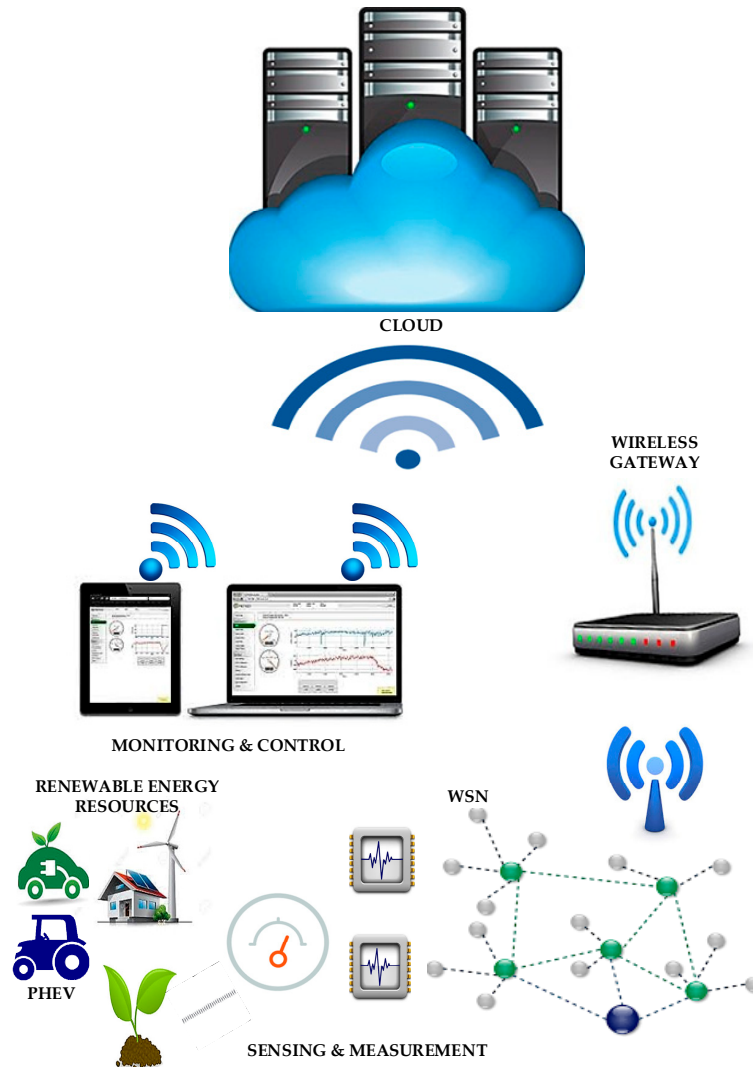 CLOUD
WIRELESS
GATEWAY
MONITORING & CONTROL
RENEWABLE ENERGY
RESOURCES
WSN
PHEV
SENSING & MEASUREMENT